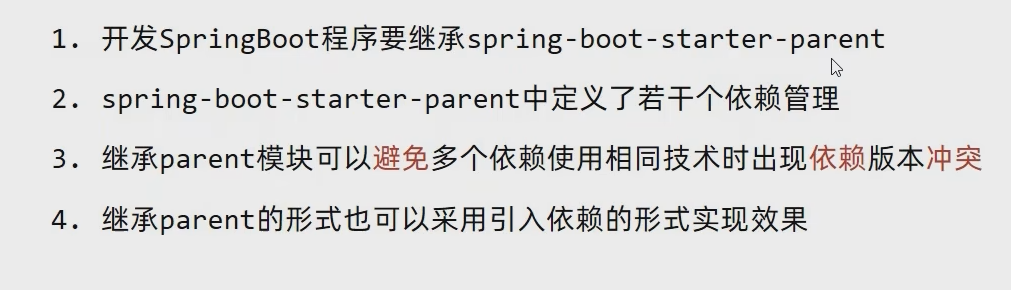 1. 开发SpringBoot程序要继承spring-boot-starter-parent
2. spring-boot-starter-parent中定义了若干个依赖管理
3. 继承parent模块可以避免多个依赖使用相同技术时出现依赖版本冲突
4. 继承parent的形式也可以采用引入依赖的形式实现效果